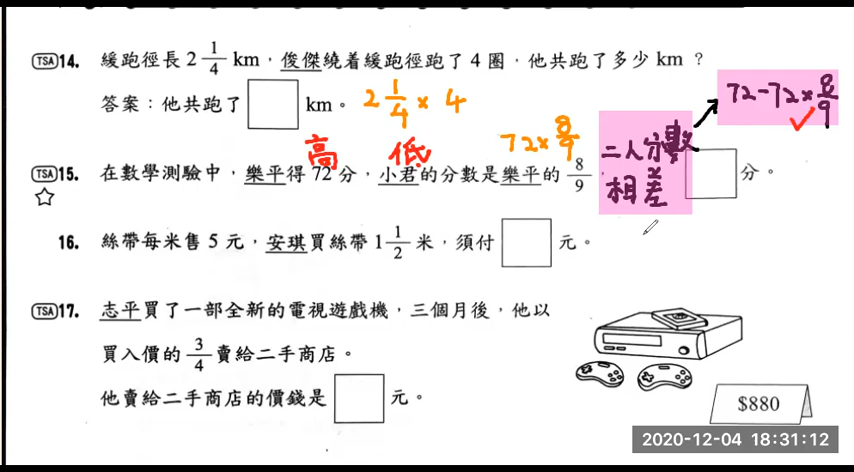 TSA 14. 緩跑徑長 2 1/4 km，俊傑繞着緩跑徑跑了 4 圈，他共跑了多少 km？
答案：他共跑了 km。 2 1/4 × 4
高 低 72×8/9 二人分數相差 72-72×8/9
TSA 15. 在數學測驗中，樂平得 72 分，小君的分數是樂平的 8/9， 分。
16. 絲帶每米售 5 元，安琪買絲帶 1 1/2 米，須付 元。
TSA 17. 志平買了一部全新的電視遊戲機，三個月後，他以
買入價的 3/4 賣給二手商店。
他賣給二手商店的價錢是 元。
$880
2020-12-04 18:31:12